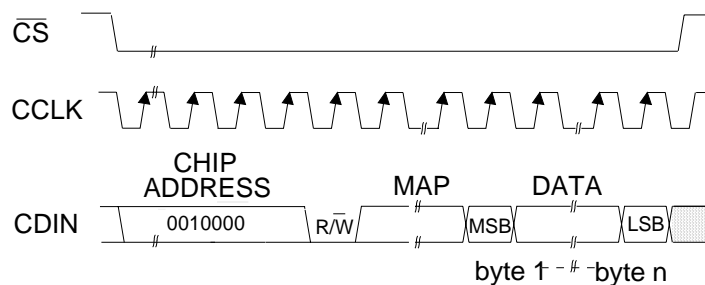 CS
CCLK
CHIP
ADDRESS
MAP
DATA
CDIN
0010000
R/W
MSB
LSB
byte 1
byte n